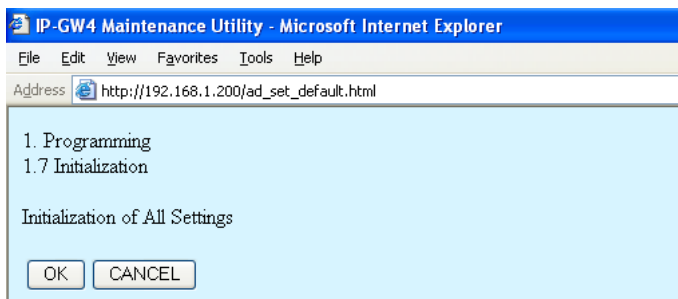 IP-GW4 Maintenance Utility - Microsoft Internet Explorer
File Edit View Favorites Tools Help
Address http://192.168.1.200/ad_set_default.html
1. Programming
1.7 Initialization
Initialization of All Settings
OK CANCEL